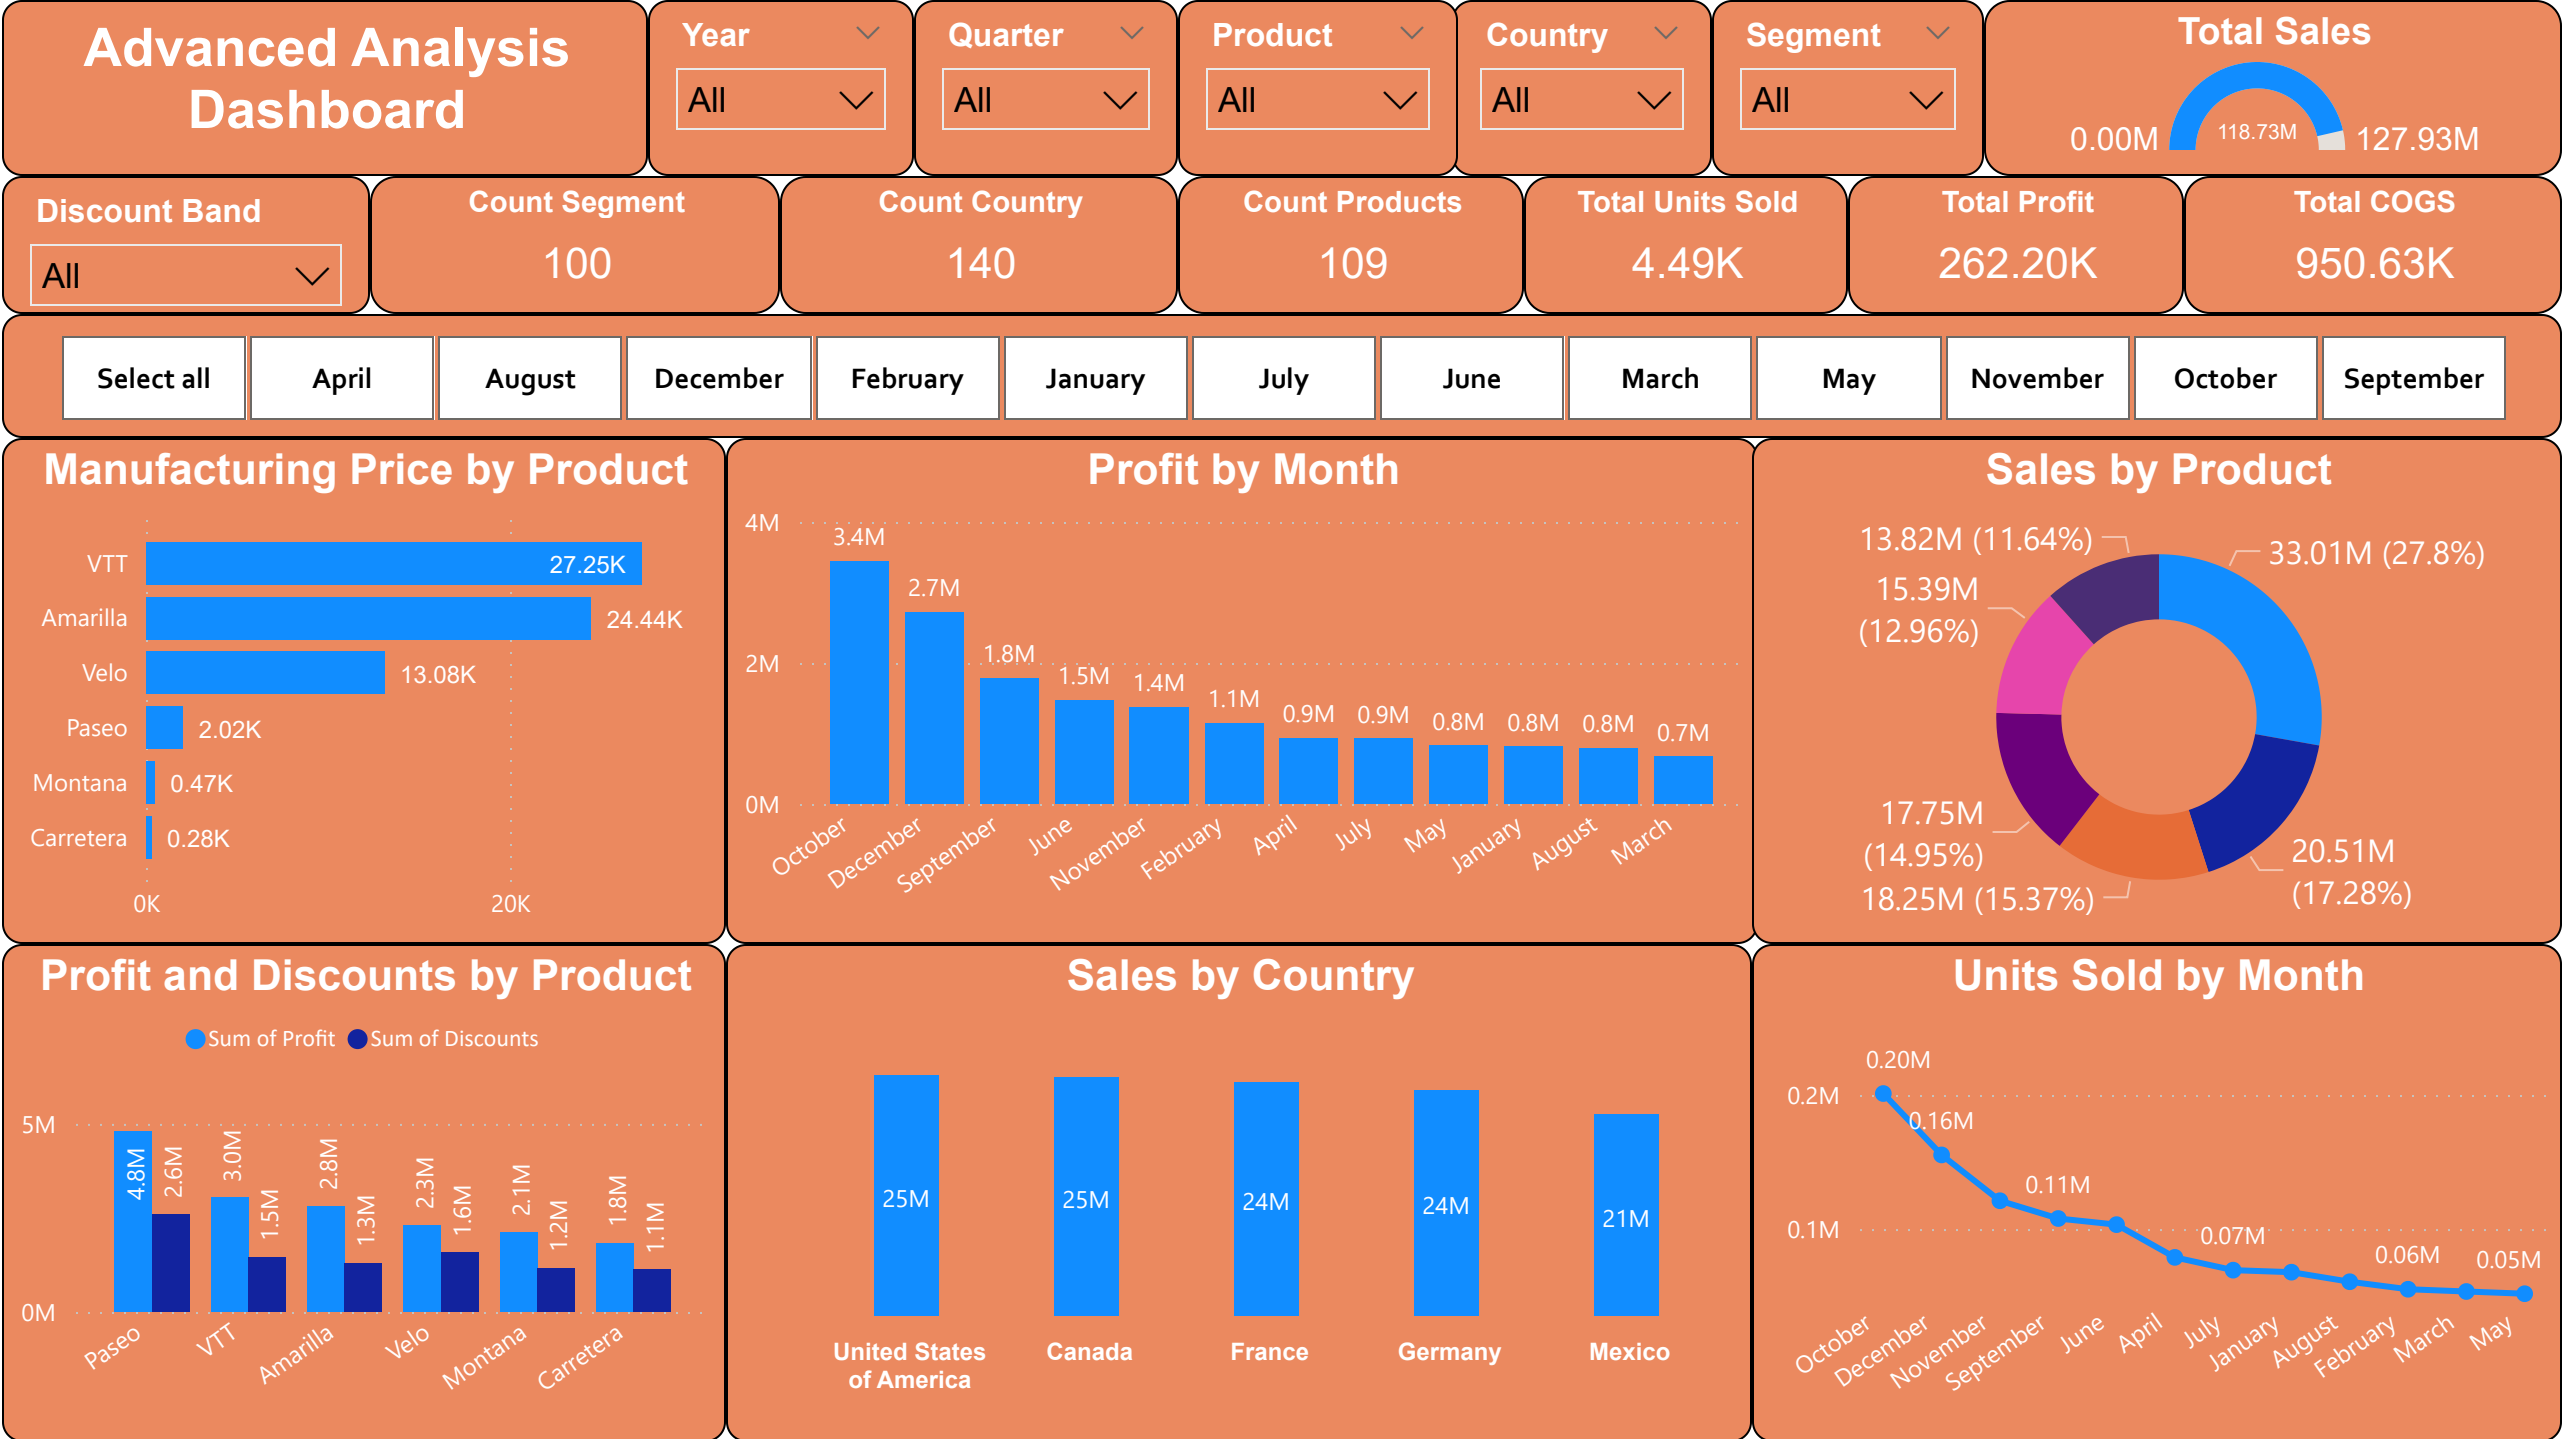 Advanced Analysis
Dashboard
Year
All
Quarter
All
Product
All
Country
All
Segment
All
Total Sales
0.00M
118.73M
127.93M
Discount Band
All
Count Segment
100
Count Country
140
Count Products
109
Total Units Sold
4.49K
Total Profit
262.20K
Total COGS
950.63K
Select all
April
August
December
February
January
July
June
March
May
November
October
September
Manufacturing Price by Product
VTT
27.25K
Amarilla
24.44K
Velo
13.08K
Paseo
2.02K
Montana
0.47K
Carretera
0.28K
0K
20K
Profit by Month
4M
2M
0M
3.4M
2.7M
1.8M
1.5M
1.4M
1.1M
0.9M
0.9M
0.8M
0.8M
0.8M
0.7M
October
December
September
June
November
February
April
July
May
January
August
March
Sales by Product
13.82M (11.64%)
33.01M (27.8%)
15.39M
(12.96%)
17.75M
(14.95%)
18.25M (15.37%)
20.51M
(17.28%)
Profit and Discounts by Product
Sum of Profit
Sum of Discounts
5M
0M
4.8M
2.6M
3.0M
1.5M
2.8M
1.3M
2.3M
1.6M
2.1M
1.2M
1.8M
1.1M
Paseo
VTT
Amarilla
Velo
Montana
Carretera
Sales by Country
25M
25M
24M
24M
21M
United States
of America
Canada
France
Germany
Mexico
Units Sold by Month
0.2M
0.1M
0.20M
0.16M
0.11M
0.07M
0.06M
0.05M
October
December
November
September
June
April
July
January
August
February
March
May